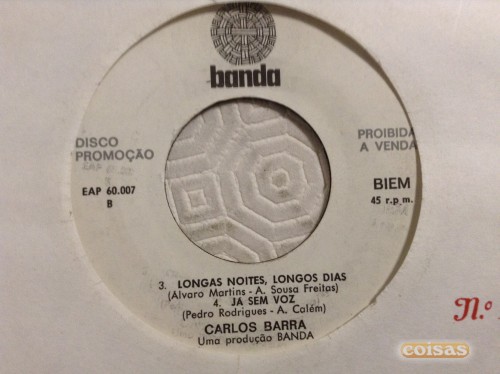 banda
DISCO
PROMOÇÃO
PROIBIDA
A VENDA
EAP 60.007
B
BIEM
45 r.p.m.
3. LONGAS NOITES, LONGOS DIAS
(Alvaro Martins - A. Sousa Freitas)
4. JA SEM VOZ
(Pedro Rodrigues - A. Calém)
CARLOS BARRA
Uma produção BANDA
N.º
coisas